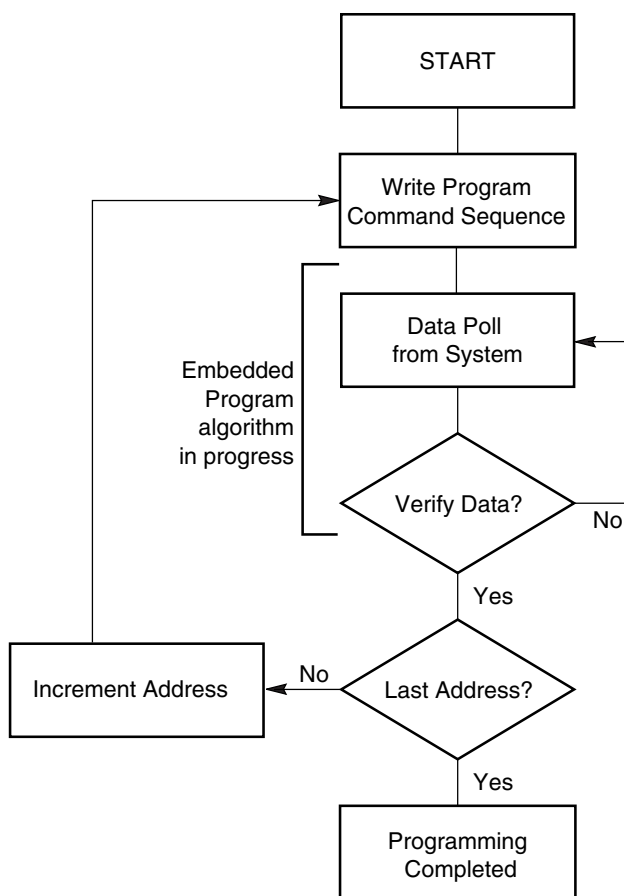 START
Write Program
Command Sequence
Data Poll
from System
Embedded
Program
algorithm
in progress
Verify Data?
No
Yes
No
Increment Address
Last Address?
Yes
Programming
Completed